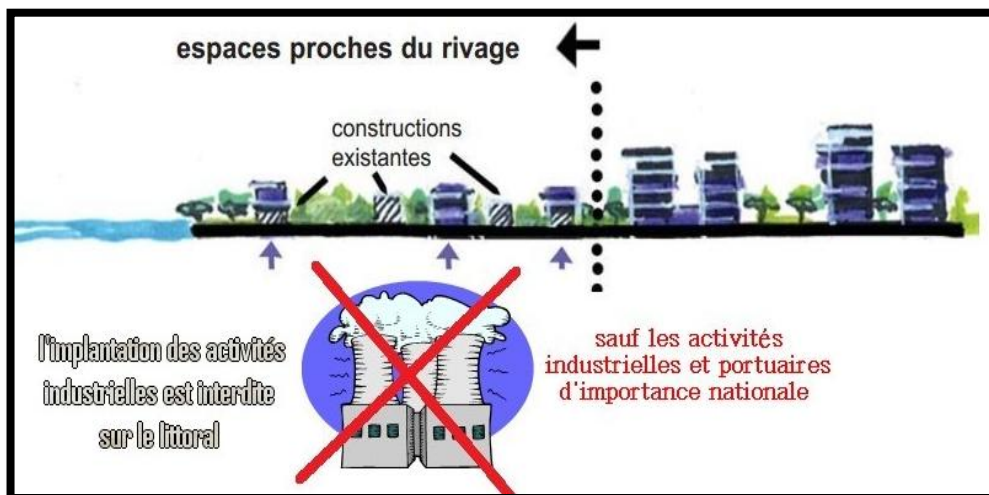 espaces proches du rivage
constructions
existantes
l'implantation des activités
industrielles est interdite
sur le littoral
sauf les activités
industrielles et portuaires
d'importance nationale